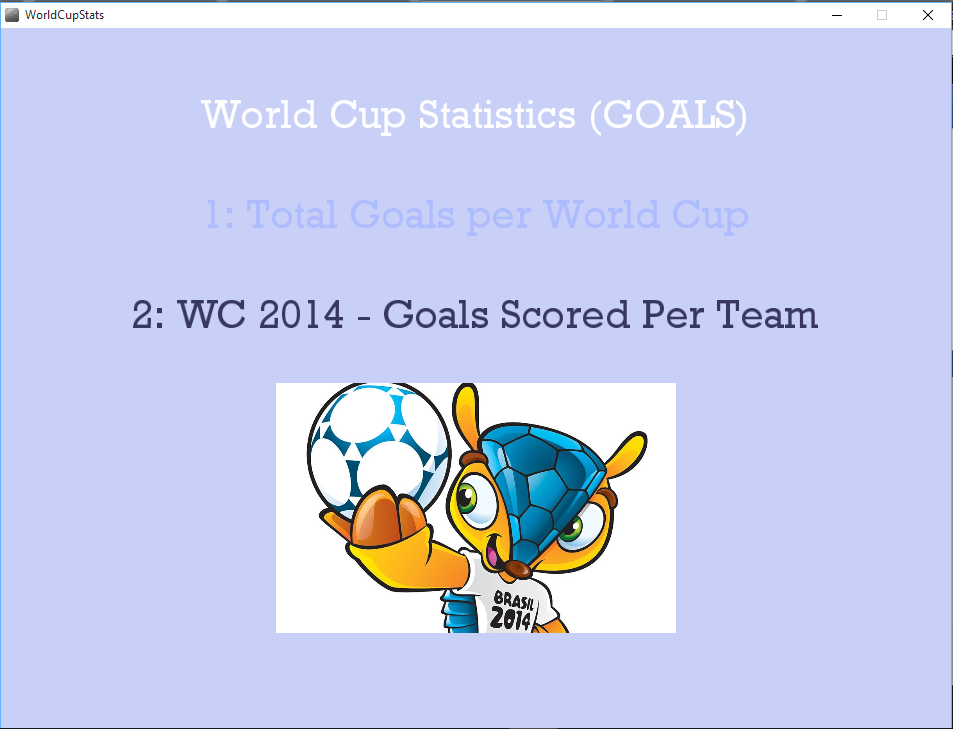 WorldCupStats
World Cup Statistics (GOALS)
1: Total Goals per World Cup
2: WC 2014 - Goals Scored Per Team
BRASIL
2014